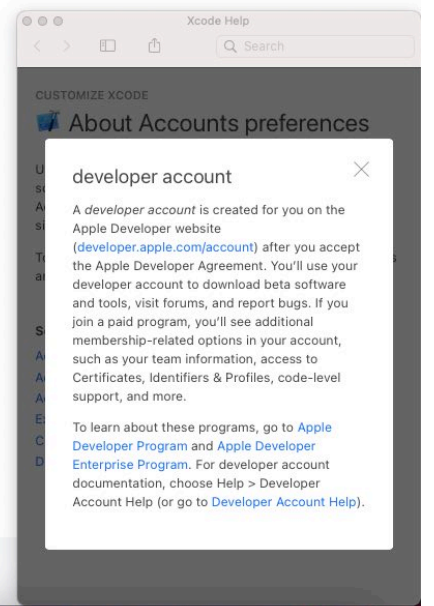 Xcode Help
Search
CUSTOMIZE XCODE
About Accounts preferences
developer account
A developer account is created for you on the
Apple Developer website
(developer.apple.com/account) after you accept
the Apple Developer Agreement. You’ll use your
developer account to download beta software
and tools, visit forums, and report bugs. If you
join a paid program, you’ll see additional
membership-related options in your account,
such as your team information, access to
Certificates, Identifiers & Profiles, code-level
support, and more.
To learn about these programs, go to Apple
Developer Program and Apple Developer
Enterprise Program. For developer account
documentation, choose Help > Developer
Account Help (or go to Developer Account Help).